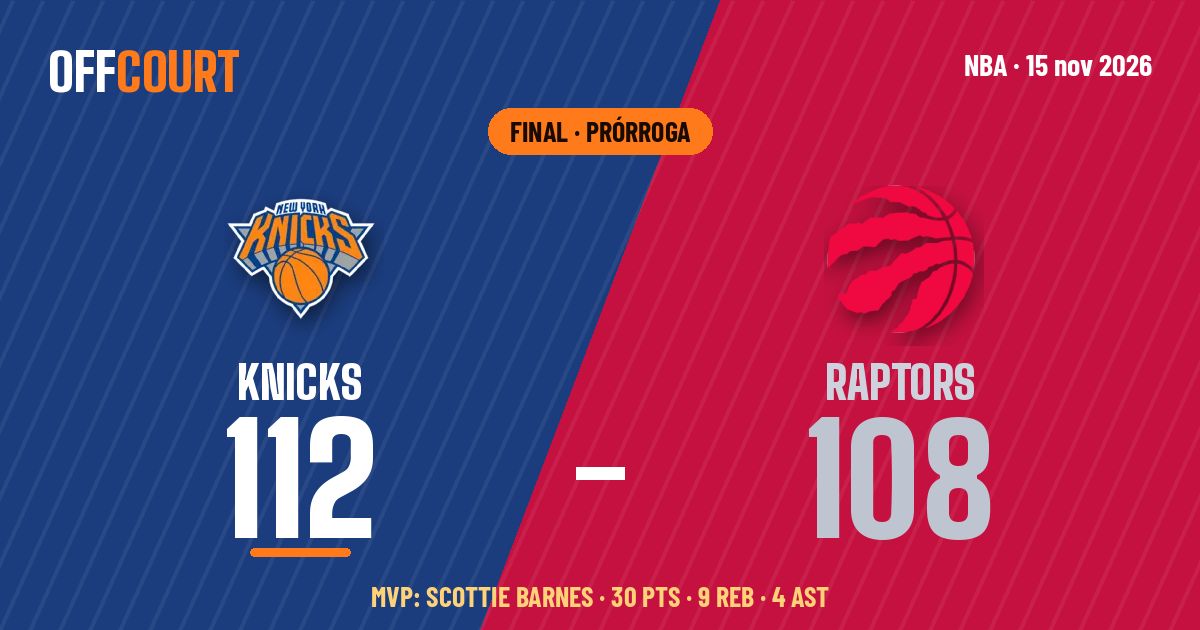 OFFCOURT
NBA · 15 nov 2026
FINAL · PRÓRROGA
NEW YORK
KNICKS
KNICKS
RAPTORS
112
–
108
MVP: SCOTTIE BARNES · 30 PTS · 9 REB · 4 AST